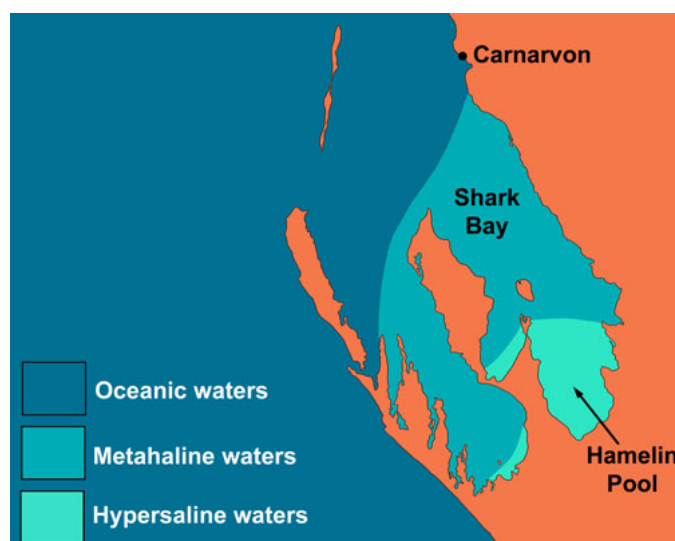 Carnarvon
Shark
Bay
Oceanic waters
Metahaline waters
Hypersaline waters
Hamelin
Pool